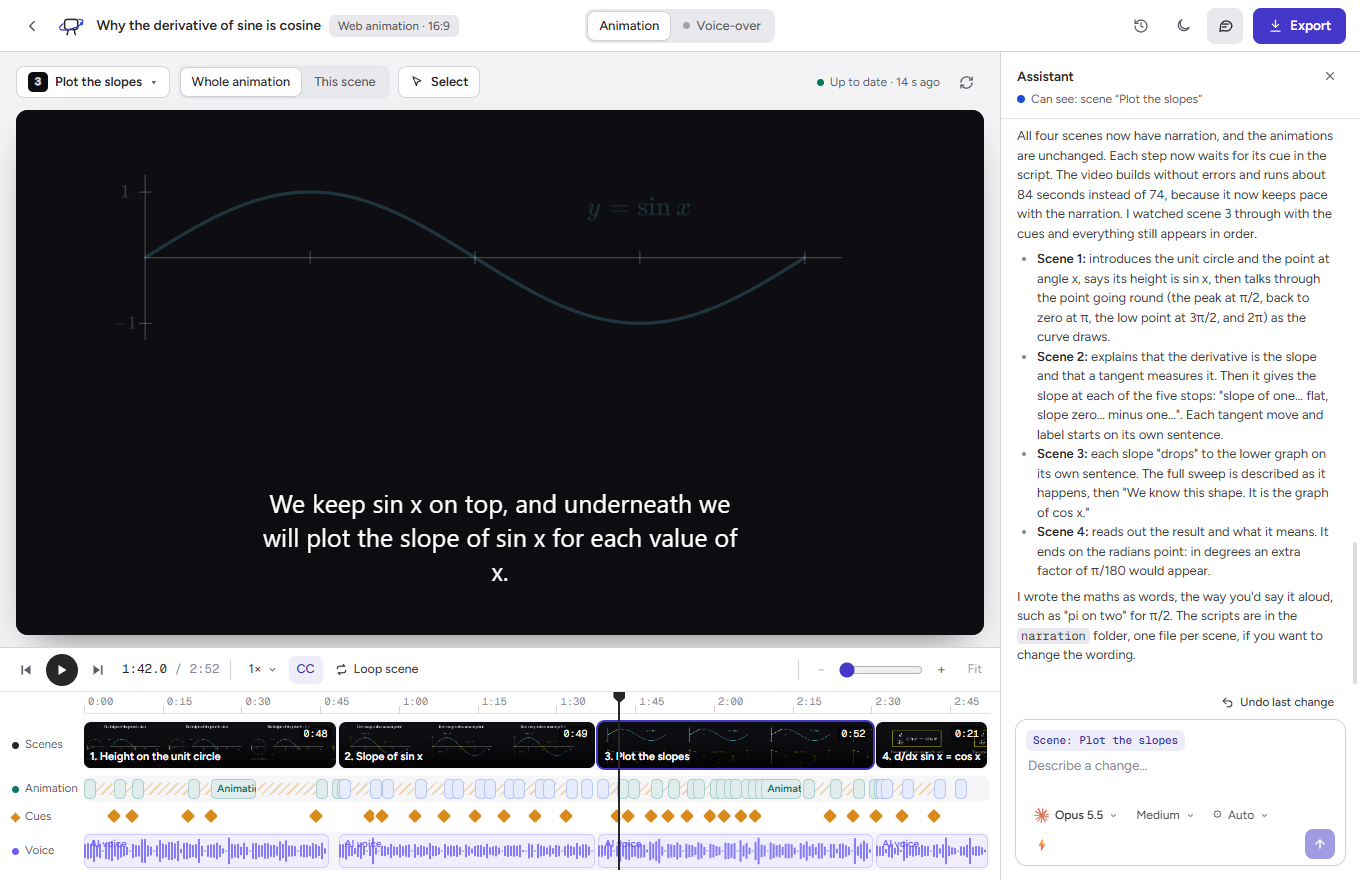 Why the derivative of sine is cosine
Web animation · 16:9
Animation
Voice-over
Export
3 Plot the slopes
Whole animation
This scene
Select
Up to date · 14 s ago
1
y = sin x
−1
We keep sin x on top, and underneath we
will plot the slope of sin x for each value of
x.
1:42.0 / 2:52
1×
CC
Loop scene
− +
Fit
0:00 0:15 0:30 0:45 1:00 1:15 1:30 1:45 2:00 2:15 2:30 2:45
Scenes
0:48
1. Height on the unit circle
0:49
2. Slope of sin x
0:52
3. Plot the slopes
0:21
4. d/dx sin x = cos x
Animation
Animati
Animat
Cues
Voice
AI voice
AI voice
AI voice
AI voice
Assistant
Can see: scene “Plot the slopes”
All four scenes now have narration, and the animations
are unchanged. Each step now waits for its cue in the
script. The video builds without errors and runs about
84 seconds instead of 74, because it now keeps pace
with the narration. I watched scene 3 through with the
cues and everything still appears in order.
• Scene 1: introduces the unit circle and the point at
angle x, says its height is sin x, then talks through
the point going round (the peak at π/2, back to
zero at π, the low point at 3π/2, and 2π) as the
curve draws.
• Scene 2: explains that the derivative is the slope
and that a tangent measures it. Then it gives the
slope at each of the five stops: "slope of one... flat,
slope zero... minus one...". Each tangent move and
label starts on its own sentence.
• Scene 3: each slope "drops" to the lower graph on
its own sentence. The full sweep is described as it
happens, then "We know this shape. It is the graph
of cos x."
• Scene 4: reads out the result and what it means. It
ends on the radians point: in degrees an extra
factor of π/180 would appear.
I wrote the maths as words, the way you'd say it aloud,
such as "pi on two" for π/2. The scripts are in the
narration folder, one file per scene, if you want to
change the wording.
Undo last change
Scene: Plot the slopes
Describe a change...
Opus 5.5
Medium
Auto